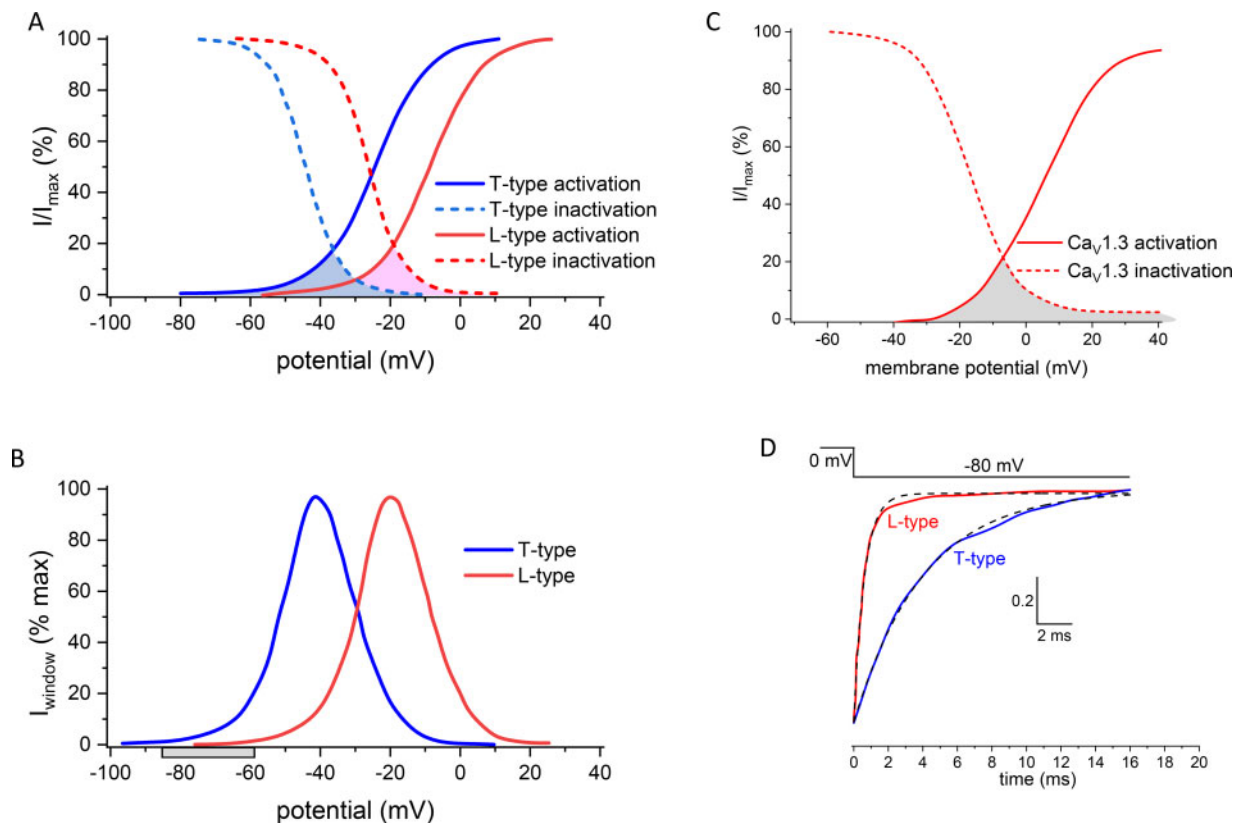 A
100
80
60
40
20
0
I/Imax (%)
-100 -80 -60 -40 -20 0 20 40
potential (mV)
T-type activation
T-type inactivation
L-type activation
L-type inactivation
C
100
80
60
40
20
0
I/Imax (%)
-60 -40 -20 0 20 40
membrane potential (mV)
CaV1.3 activation
CaV1.3 inactivation
B
100
80
60
40
20
0
Iwindow (% max)
-100 -80 -60 -40 -20 0 20 40
potential (mV)
T-type
L-type
D
0 mV
-80 mV
L-type
T-type
0.2
2 ms
0 2 4 6 8 10 12 14 16 18 20
time (ms)